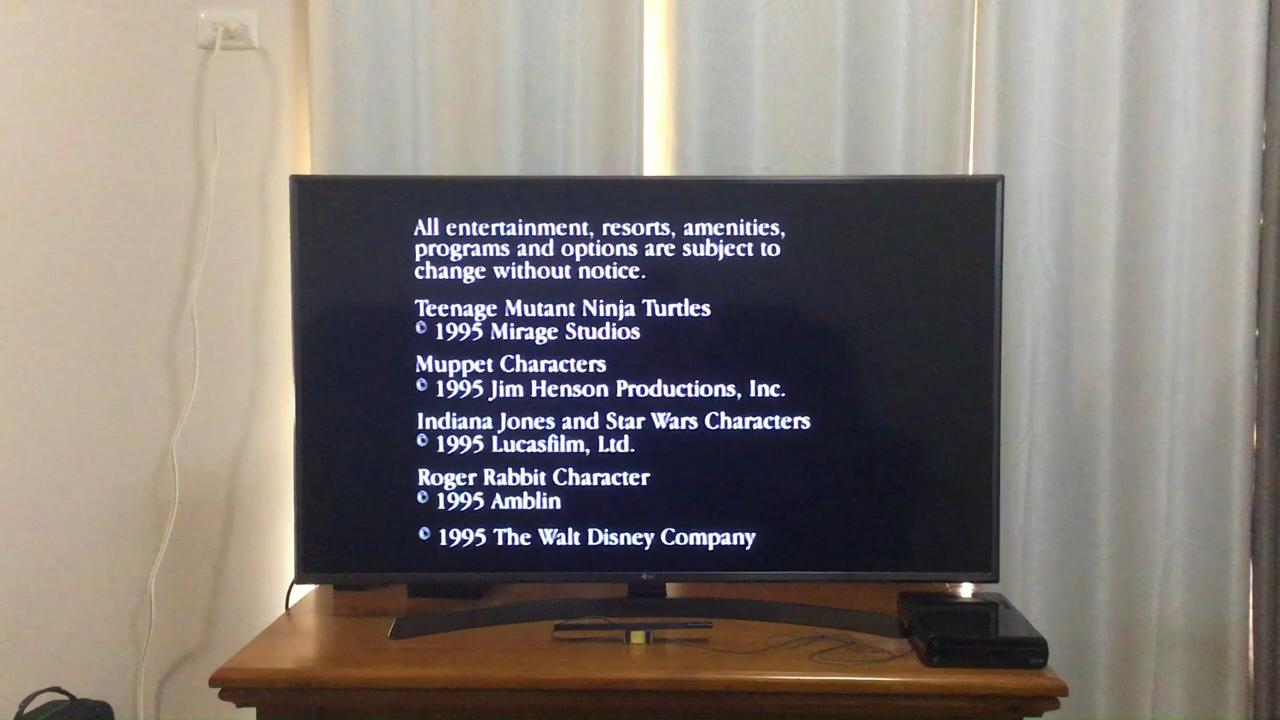 All entertainment, resorts, amenities,
programs and options are subject to
change without notice.
Teenage Mutant Ninja Turtles
© 1995 Mirage Studios
Muppet Characters
© 1995 Jim Henson Productions, Inc.
Indiana Jones and Star Wars Characters
© 1995 Lucasfilm, Ltd.
Roger Rabbit Character
© 1995 Amblin
© 1995 The Walt Disney Company
LG